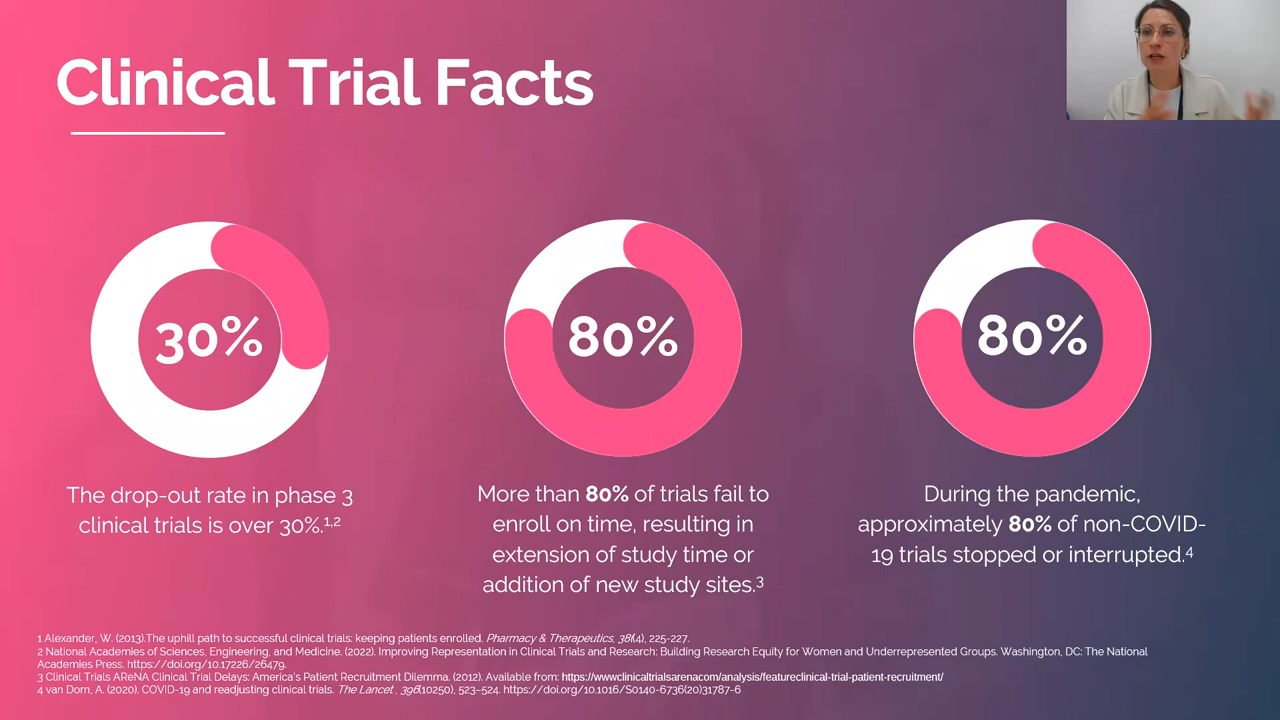 Clinical Trial Facts
30%
80%
80%
The drop-out rate in phase 3
clinical trials is over 30%.1,2
More than 80% of trials fail to
enroll on time, resulting in
extension of study time or
addition of new study sites.3
During the pandemic,
approximately 80% of non-COVID-
19 trials stopped or interrupted.4
1 Alexander, W. (2013).The uphill path to successful clinical trials: keeping patients enrolled. Pharmacy & Therapeutics, 38(4), 225-227.
2 National Academies of Sciences, Engineering, and Medicine. (2022). Improving Representation in Clinical Trials and Research: Building Research Equity for Women and Underrepresented Groups. Washington, DC: The National
Academies Press. https://doi.org/10.17226/26479.
3 Clinical Trials AReNA Clinical Trial Delays: America's Patient Recruitment Dilemma. (2012). Available from: https://wwwclinicaltrialsarenacom/analysis/featureclinical-trial-patient-recruitment/
4 van Dorn, A. (2020). COVID-19 and readjusting clinical trials. The Lancet , 396(10250), 523–524. https://doi.org/10.1016/S0140-6736(20)31787-6